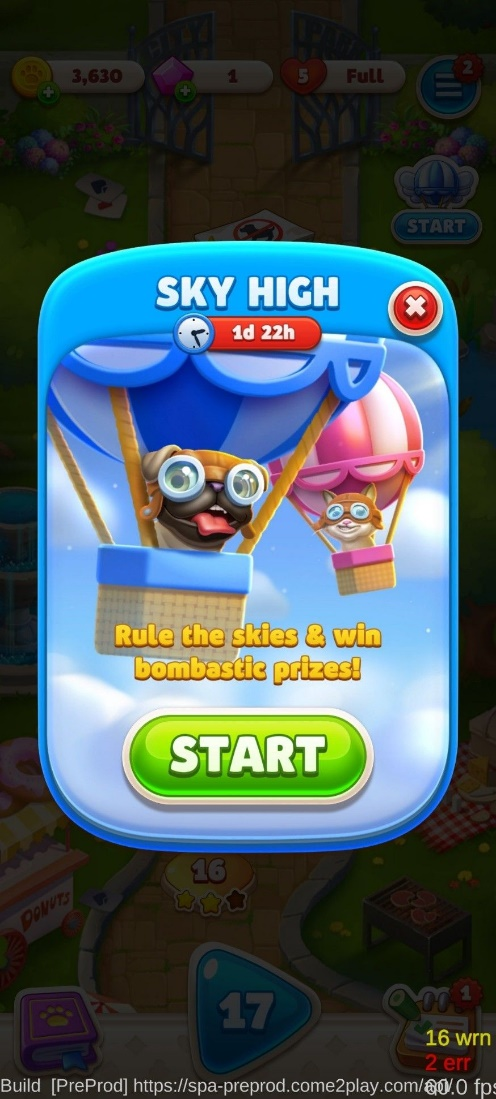 3,630
1
5
Full
2
START
SKY HIGH
1d 22h
Rule the skies & win
bombastic prizes!
START
16
DONUTS
17
1
16 wrn
2 err
Build [PreProd] https://spa-preprod.come2play.com/
60.0 fps